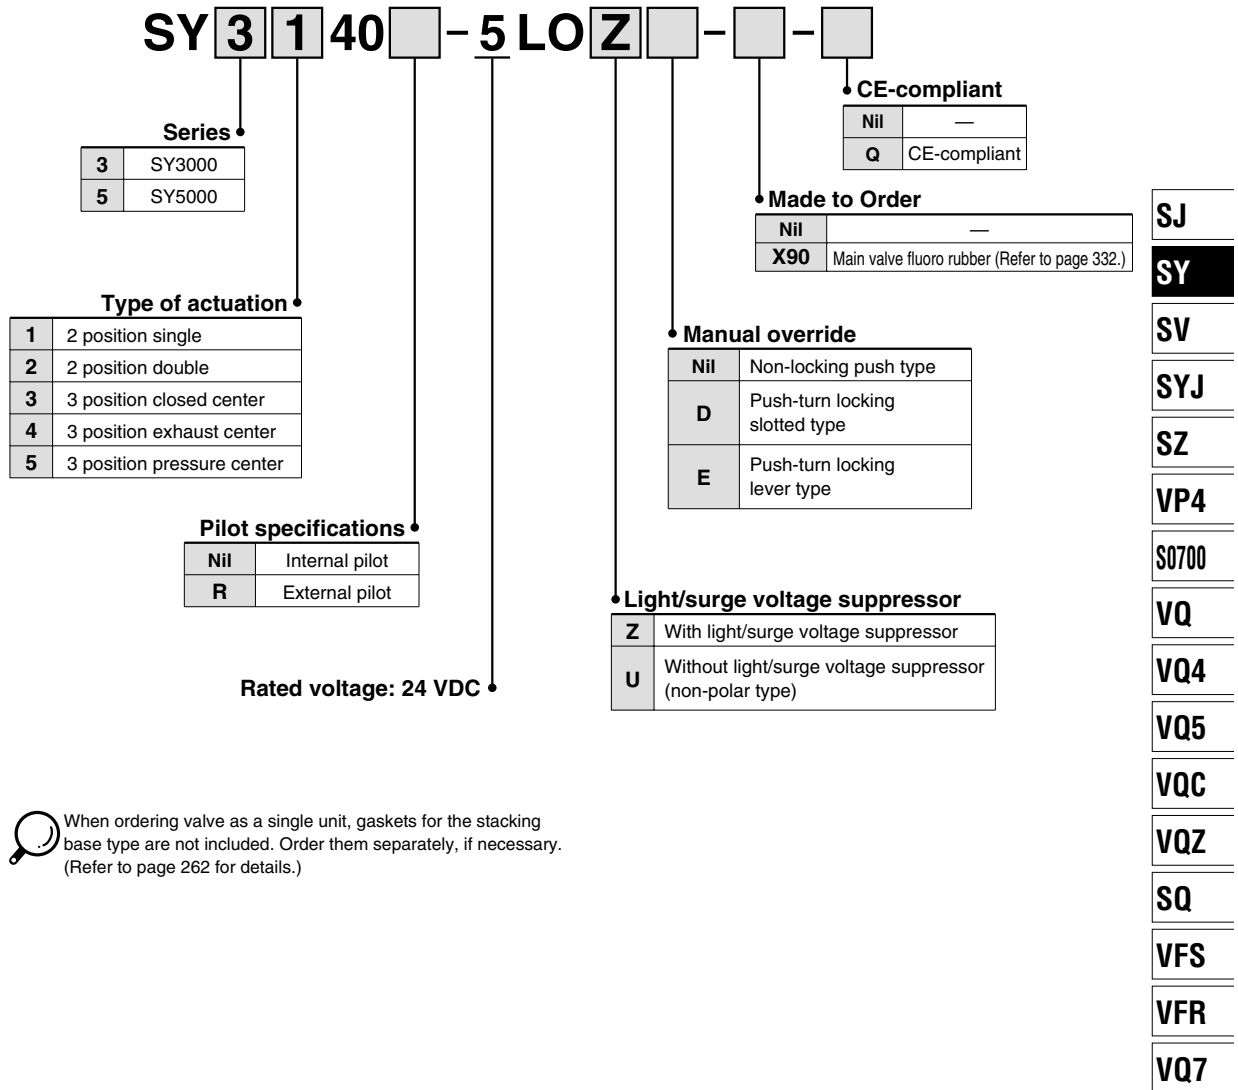 SY 3 1 40 – 5 LO Z – –
CE-compliant
Nil —
Q CE-compliant
Series
3 SY3000
5 SY5000
Made to Order
Nil —
X90 Main valve fluoro rubber (Refer to page 332.)
Type of actuation
1 2 position single
2 2 position double
3 3 position closed center
4 3 position exhaust center
5 3 position pressure center
Manual override
Nil Non-locking push type
D Push-turn locking
slotted type
E Push-turn locking
lever type
Pilot specifications
Nil Internal pilot
R External pilot
Light/surge voltage suppressor
Z With light/surge voltage suppressor
U Without light/surge voltage suppressor
(non-polar type)
Rated voltage: 24 VDC
When ordering valve as a single unit, gaskets for the stacking
base type are not included. Order them separately, if necessary.
(Refer to page 262 for details.)
SJ
SY
SV
SYJ
SZ
VP4
S0700
VQ
VQ4
VQ5
VQC
VQZ
SQ
VFS
VFR
VQ7